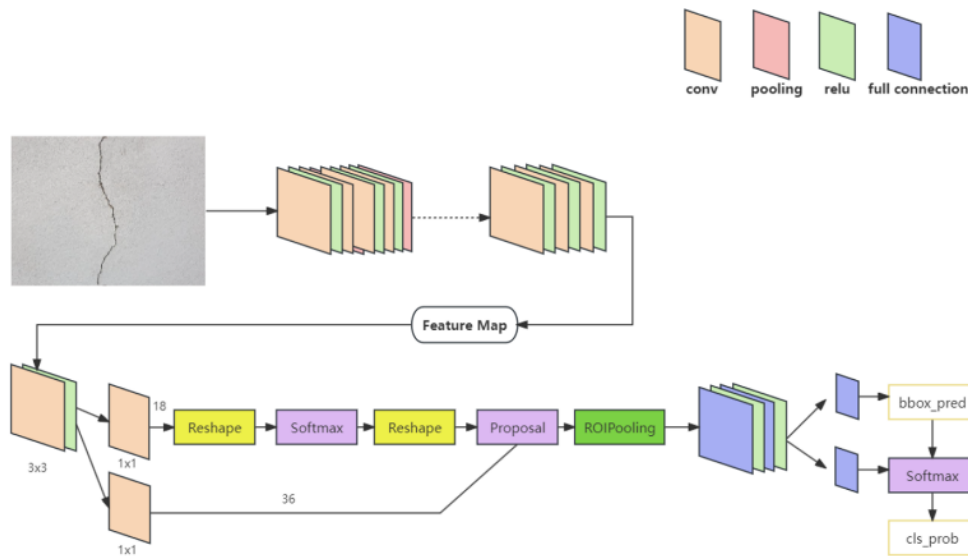 conv
pooling
relu
full connection
Feature Map
3x3
1x1
18
Reshape
Softmax
Reshape
Proposal
ROIPooling
bbox_pred
Softmax
cls_prob
36
1x1